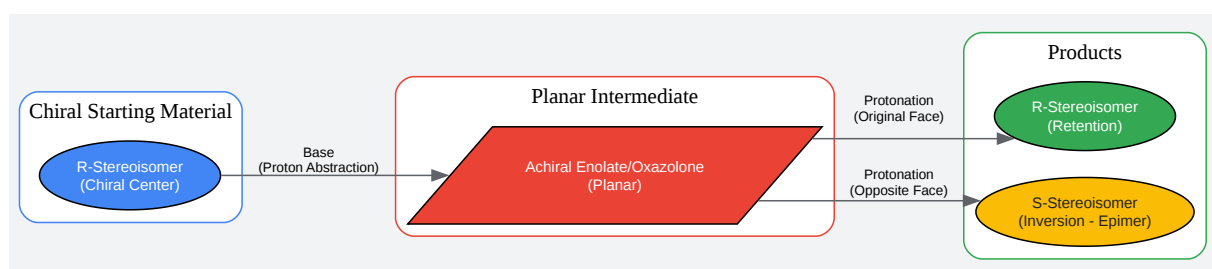 Chiral Starting Material
R-Stereoisomer
(Chiral Center)
Base
(Proton Abstraction)
Planar Intermediate
Achiral Enolate/Oxazolone
(Planar)
Protonation
(Original Face)
Protonation
(Opposite Face)
Products
R-Stereoisomer
(Retention)
S-Stereoisomer
(Inversion - Epimer)